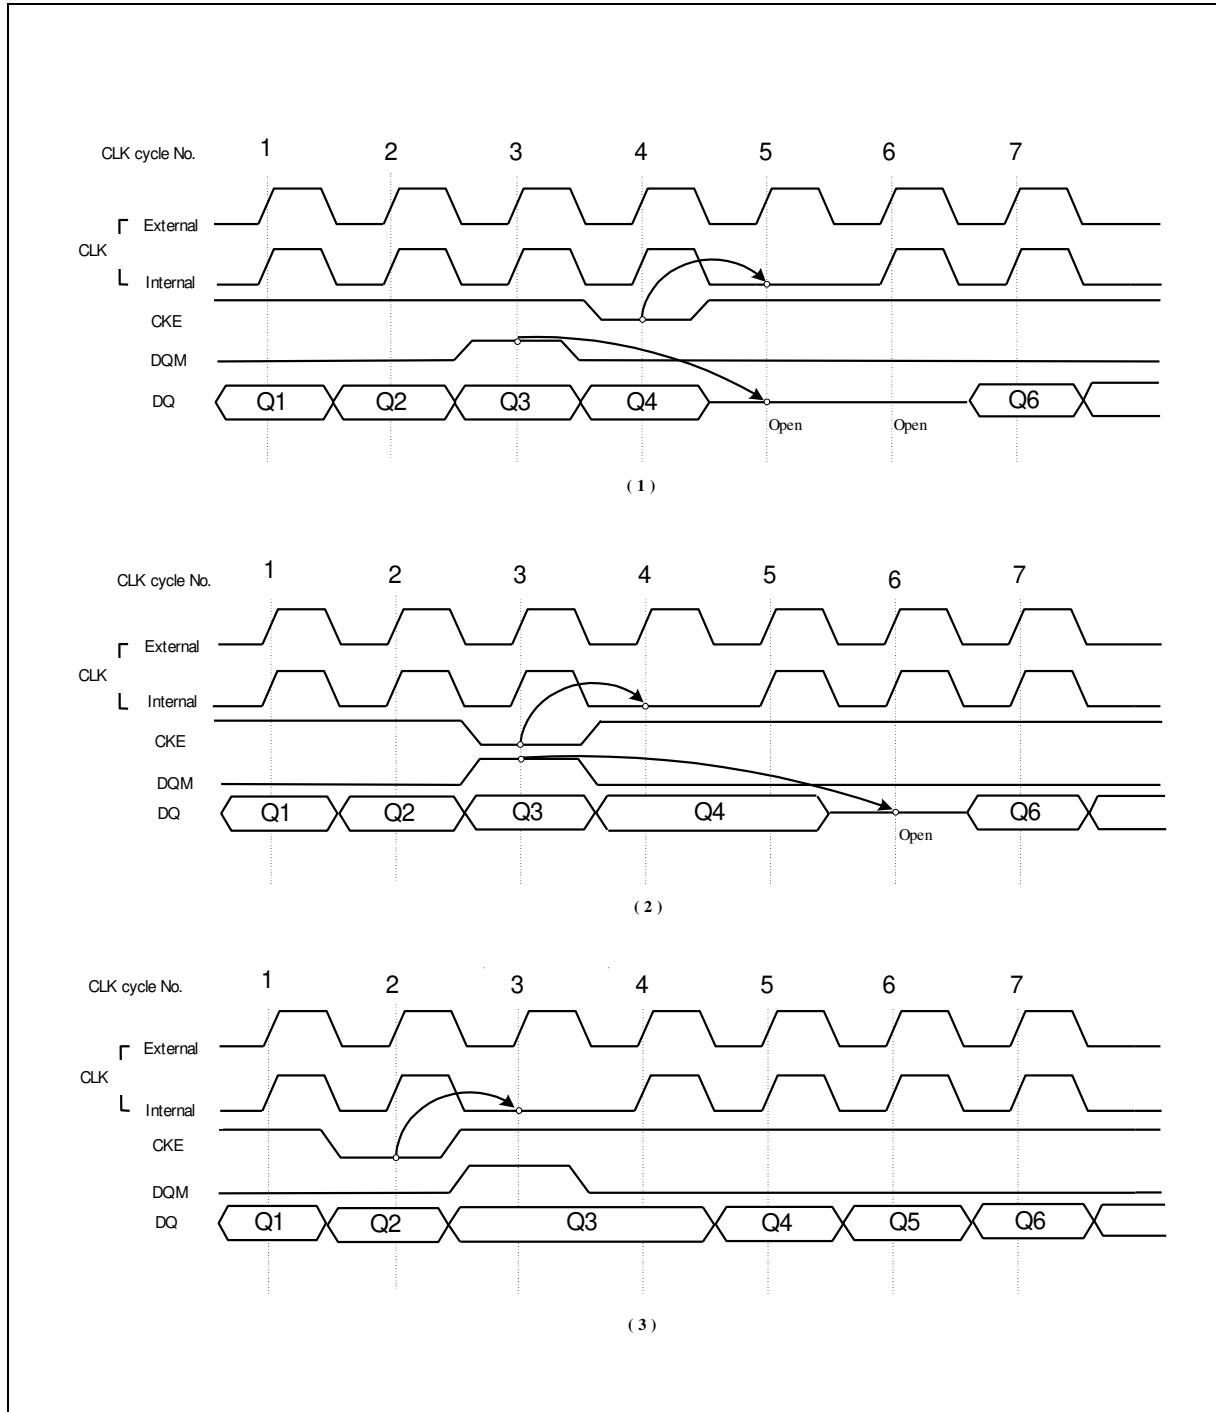 CLK cycle No. 1 2 3 4 5 6 7
External
CLK
Internal
CKE
DQM
DQ Q1 Q2 Q3 Q4 Q6
Open Open
( 1 )
CLK cycle No. 1 2 3 4 5 6 7
External
CLK
Internal
CKE
DQM
DQ Q1 Q2 Q3 Q4 Q6
Open
( 2 )
CLK cycle No. 1 2 3 4 5 6 7
External
CLK
Internal
CKE
DQM
DQ Q1 Q2 Q3 Q4 Q5 Q6
( 3 )